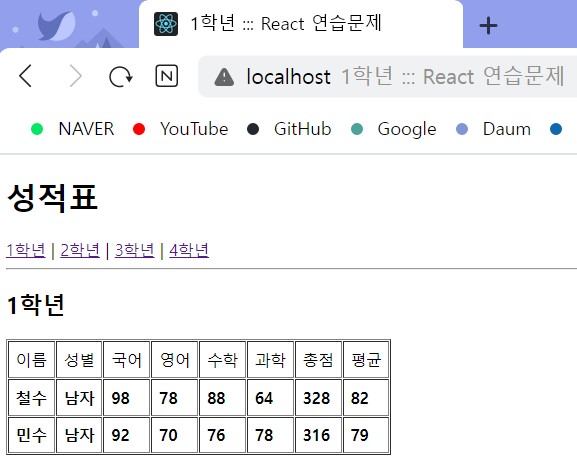 1학년 ::: React 연습문제
N localhost 1학년 ::: React 연습문제
NAVER YouTube GitHub Google Daum
성적표
1학년 | 2학년 | 3학년 | 4학년
1학년
이름 성별 국어 영어 수학 과학 총점 평균
철수 남자 98 78 88 64 328 82
민수 남자 92 70 76 78 316 79